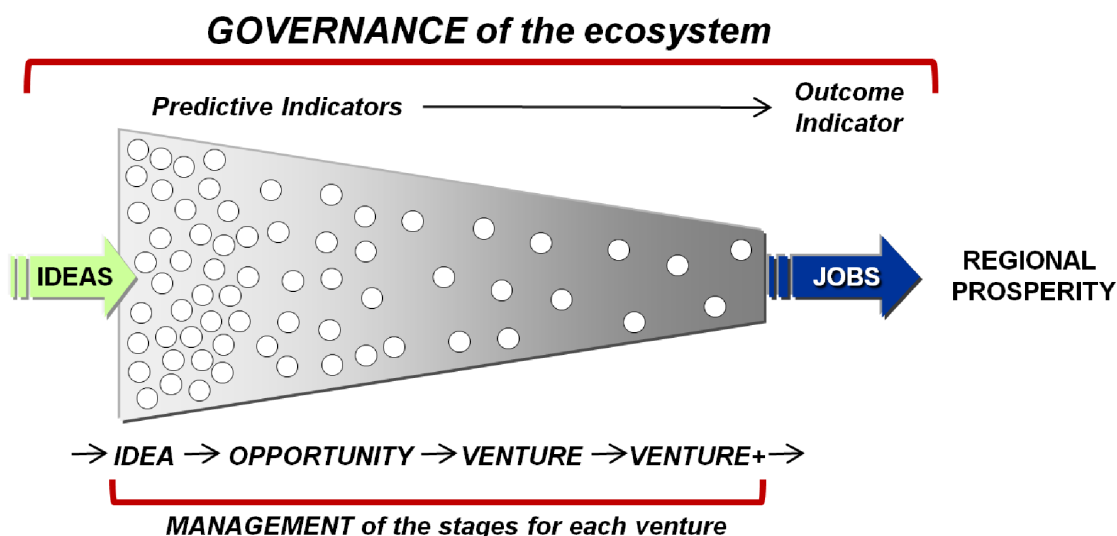 GOVERNANCE of the ecosystem
Predictive Indicators
Outcome
Indicator
IDEAS
JOBS
REGIONAL
PROSPERITY
IDEA
OPPORTUNITY
VENTURE
VENTURE+
MANAGEMENT of the stages for each venture